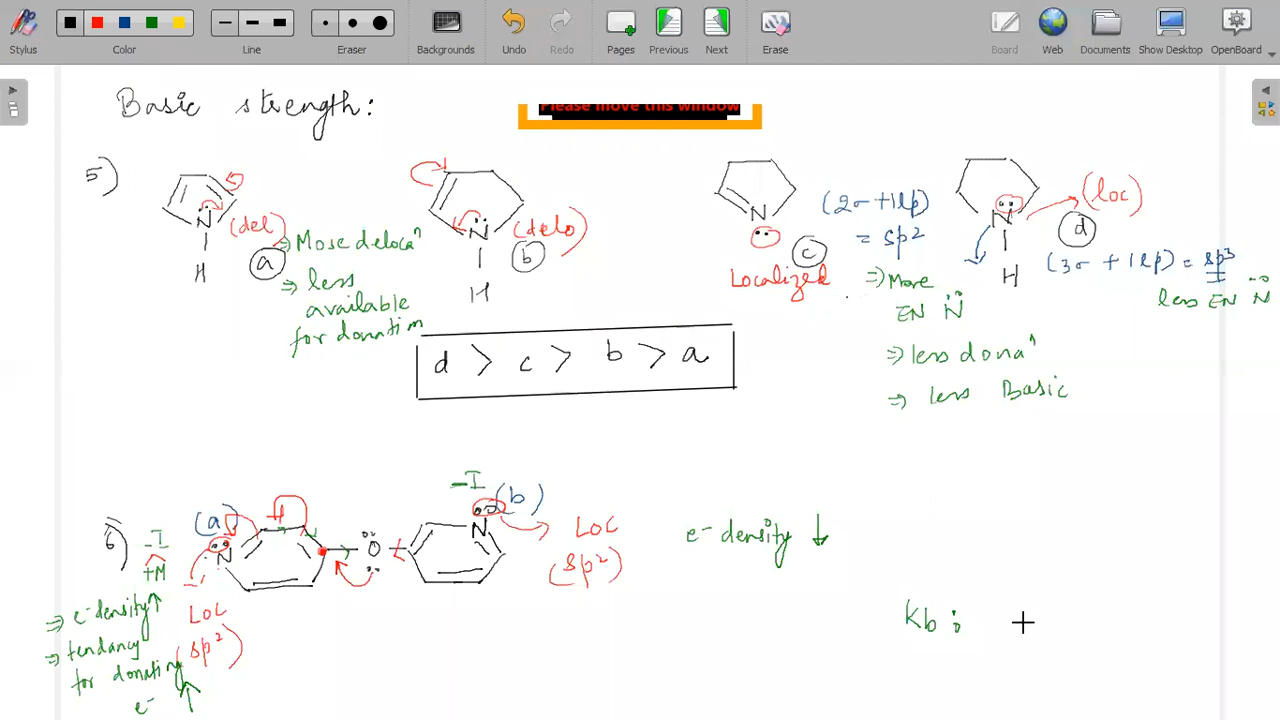 Stylus
Color
Line
Eraser
Backgrounds
Undo
Redo
Pages
Previous
Next
Erase
Board
Web
Documents
Show Desktop
OpenBoard
Please move this window
Basic strength:
5)
N
H
(del)
(a)
⇒ More delocaⁿ
⇒ less
available
for donation
N
H
(delo)
(b)
N
Localized
(c)
(2σ + 1lp)
= sp²
⇒ More
EN N̈
⇒ less donaⁿ
⇒ less Basic
N
H
(loc)
(d)
(3σ + 1lp) = sp³
less EN N̈
d > c > b > a
6)
-I
+M
(a)
N
LOC
(sp²)
⇒ e⁻ density ↑
⇒ tendancy
for donating
e⁻ ↑
O
-I
(b)
N
LOC
(sp²)
e⁻ density ↓
Kb :